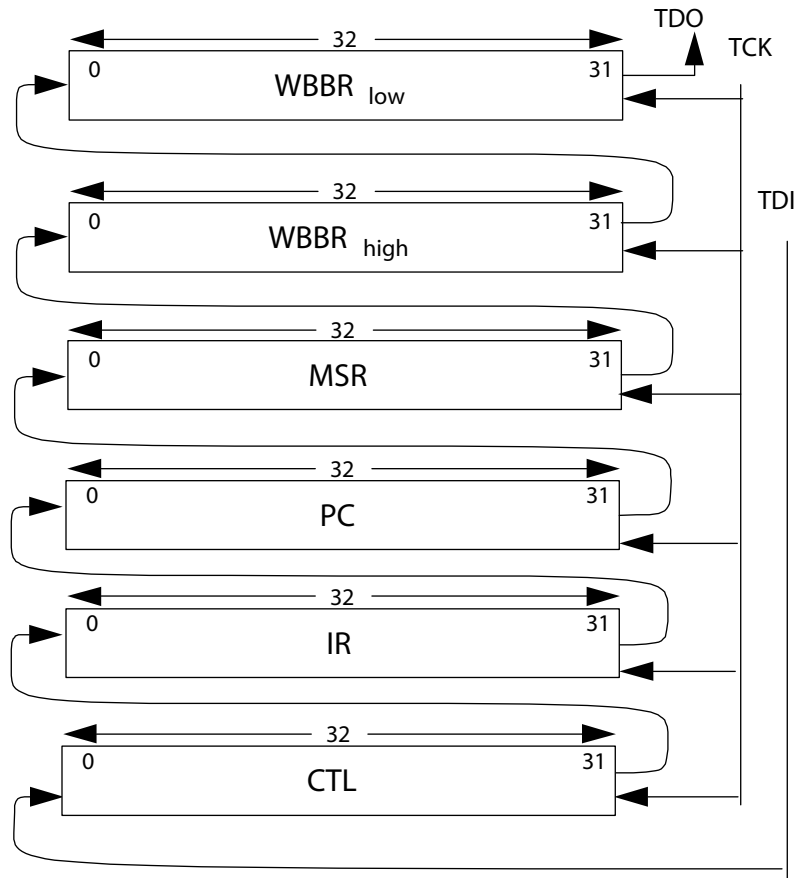 TDO
TCK
32
0 31
WBBR low
TDI
32
0 31
WBBR high
32
0 31
MSR
32
0 31
PC
32
0 31
IR
32
0 31
CTL